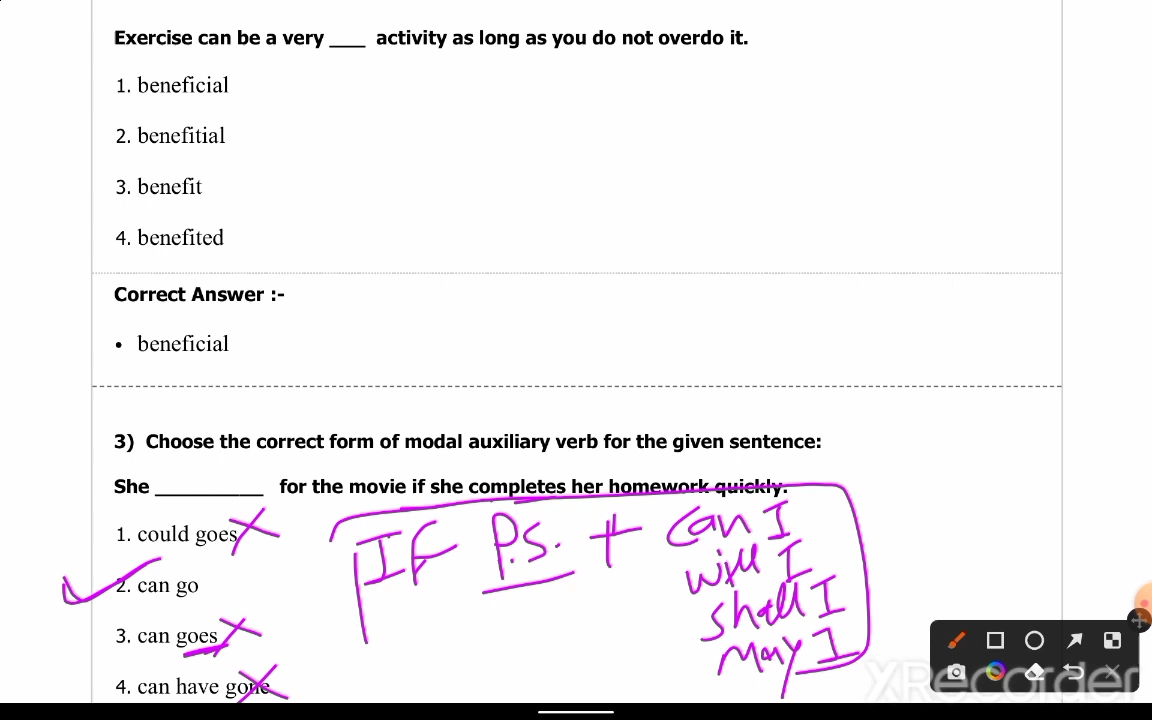 Exercise can be a very ___ activity as long as you do not overdo it.
1. beneficial
2. benefitial
3. benefit
4. benefited
Correct Answer :-
• beneficial
3) Choose the correct form of modal auxiliary verb for the given sentence:
She __________ for the movie if she completes her homework quickly.
1. could goes
2. can go
3. can goes
4. can have gone
If P.S. + can I
will I
shall I
may I
XRecorder